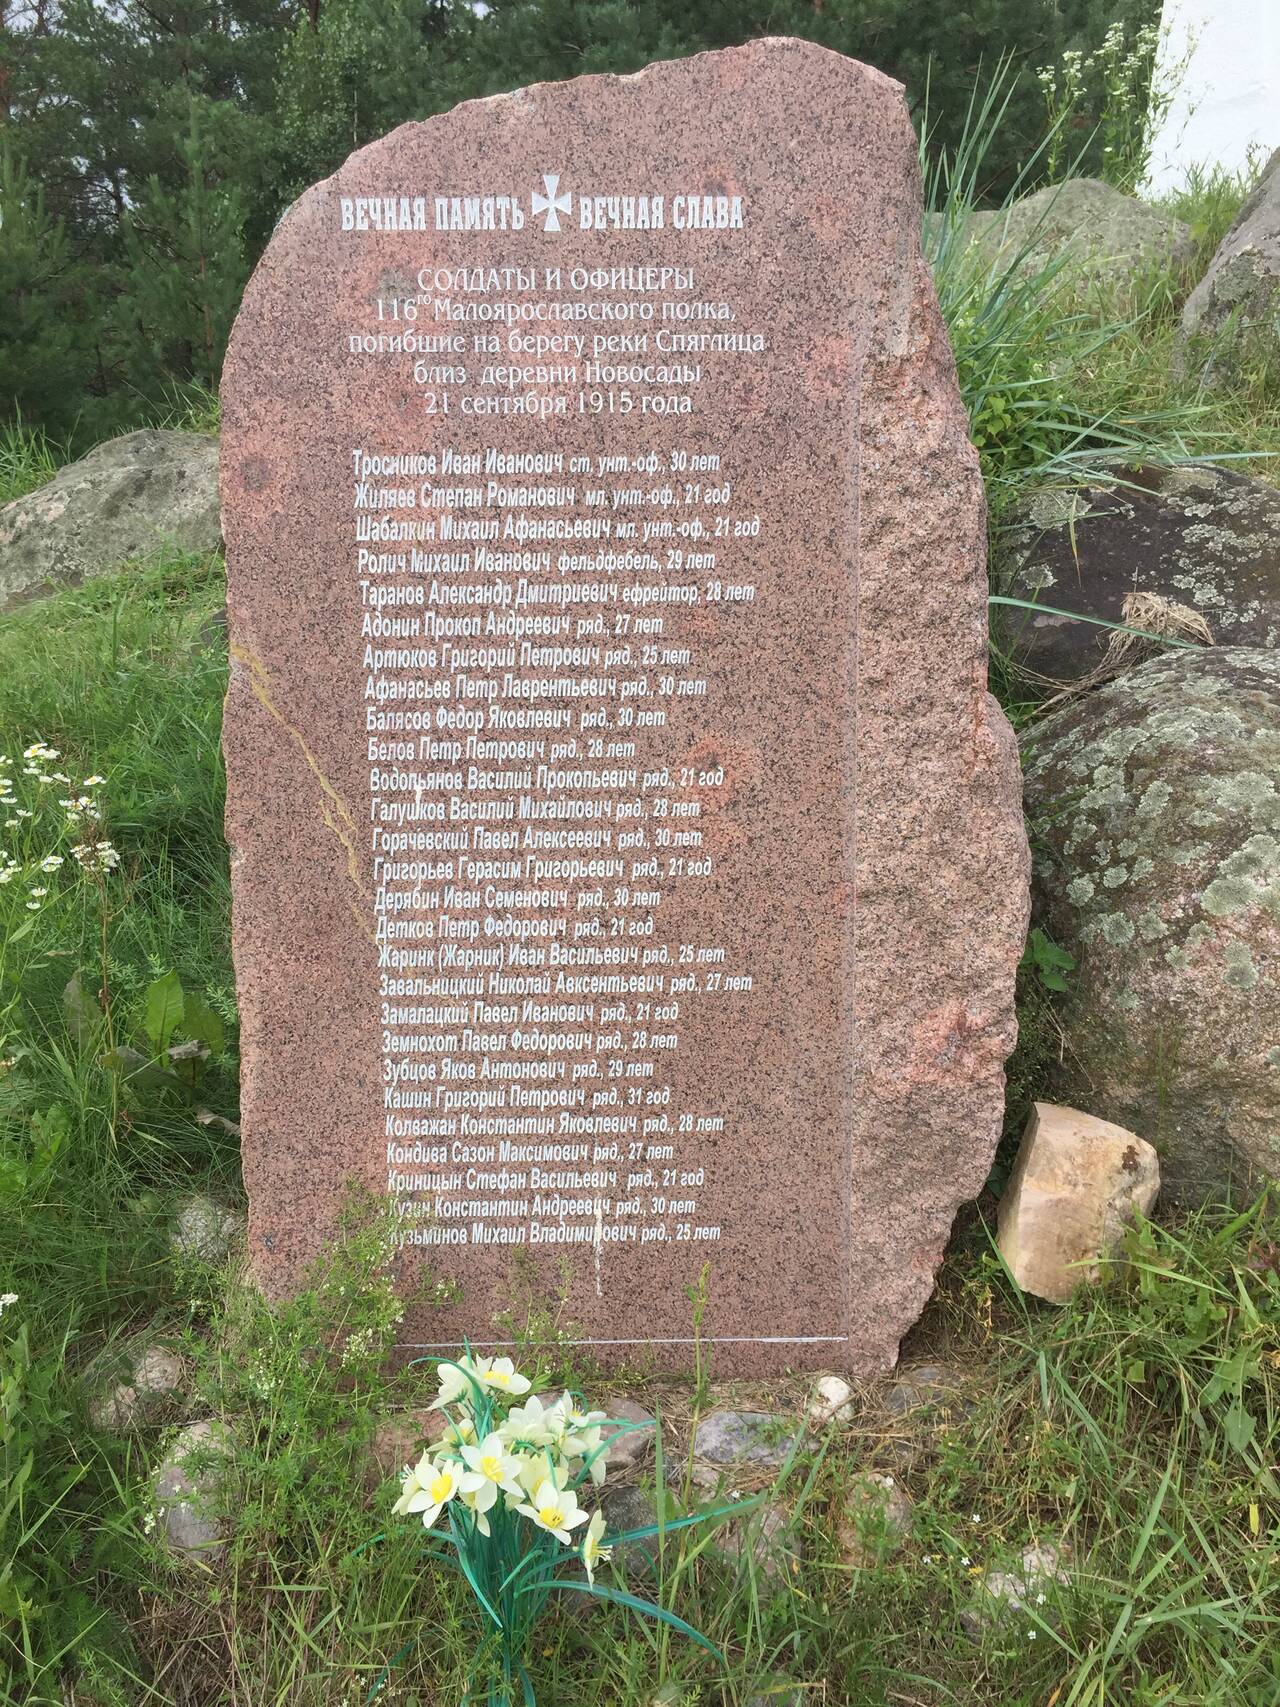 ВЕЧНАЯ ПАМЯТЬ ВЕЧНАЯ СЛАВА
СОЛДАТЫ И ОФИЦЕРЫ
116го Малоярославского полка,
погибшие на берегу реки Спяглица
близ деревни Новосады
21 сентября 1915 года
Тросников Иван Иванович ст. унт.-оф., 30 лет
Жиляев Степан Романович мл. унт.-оф., 21 год
Шабалкин Михаил Афанасьевич мл. унт.-оф., 21 год
Ролич Михаил Иванович фельдфебель, 29 лет
Таранов Александр Дмитриевич ефрейтор, 28 лет
Адонин Прокоп Андреевич ряд., 27 лет
Артюков Григорий Петрович ряд., 25 лет
Афанасьев Петр Лаврентьевич ряд., 30 лет
Балясов Федор Яковлевич ряд., 30 лет
Белов Петр Петрович ряд., 28 лет
Водопьянов Василий Прокопьевич ряд., 21 год
Галушков Василий Михайлович ряд., 28 лет
Горачевский Павел Алексеевич ряд., 30 лет
Григорьев Герасим Григорьевич ряд., 21 год
Дерябин Иван Семенович ряд., 30 лет
Детков Петр Федорович ряд., 21 год
Жаринк (Жарник) Иван Васильевич ряд., 25 лет
Завальницкий Николай Авксентьевич ряд., 27 лет
Замалацкий Павел Иванович ряд., 21 год
Земнохот Павел Федорович ряд., 28 лет
Зубцов Яков Антонович ряд., 29 лет
Кашин Григорий Петрович ряд., 31 год
Колважан Константин Яковлевич ряд., 28 лет
Кондива Сазон Максимович ряд., 27 лет
Криницын Стефан Васильевич ряд., 21 год
Кузин Константин Андреевич ряд., 30 лет
Кузьминов Михаил Владимирович ряд., 25 лет